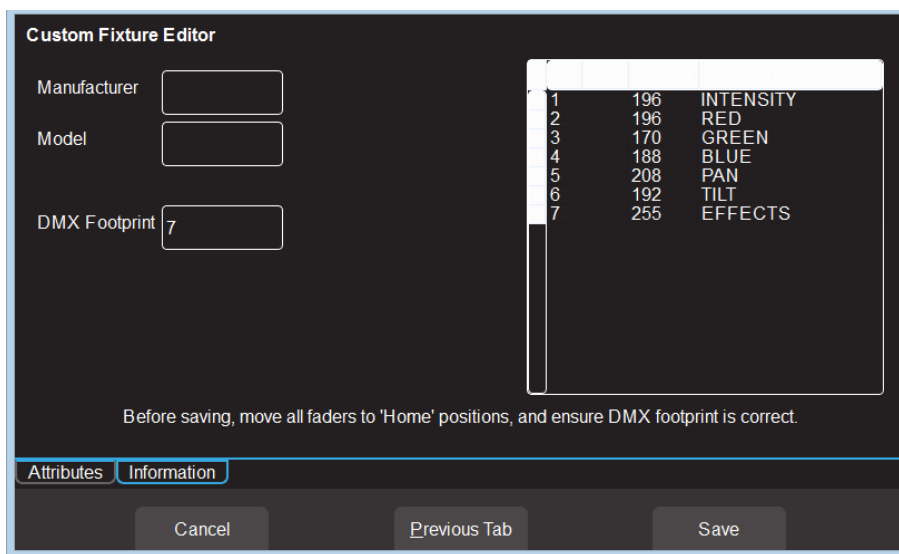 Custom Fixture Editor
Manufacturer
Model
DMX Footprint 7
1 196 INTENSITY
2 196 RED
3 170 GREEN
4 188 BLUE
5 208 PAN
6 192 TILT
7 255 EFFECTS
Before saving, move all faders to 'Home' positions, and ensure DMX footprint is correct.
Attributes Information
Cancel Previous Tab Save